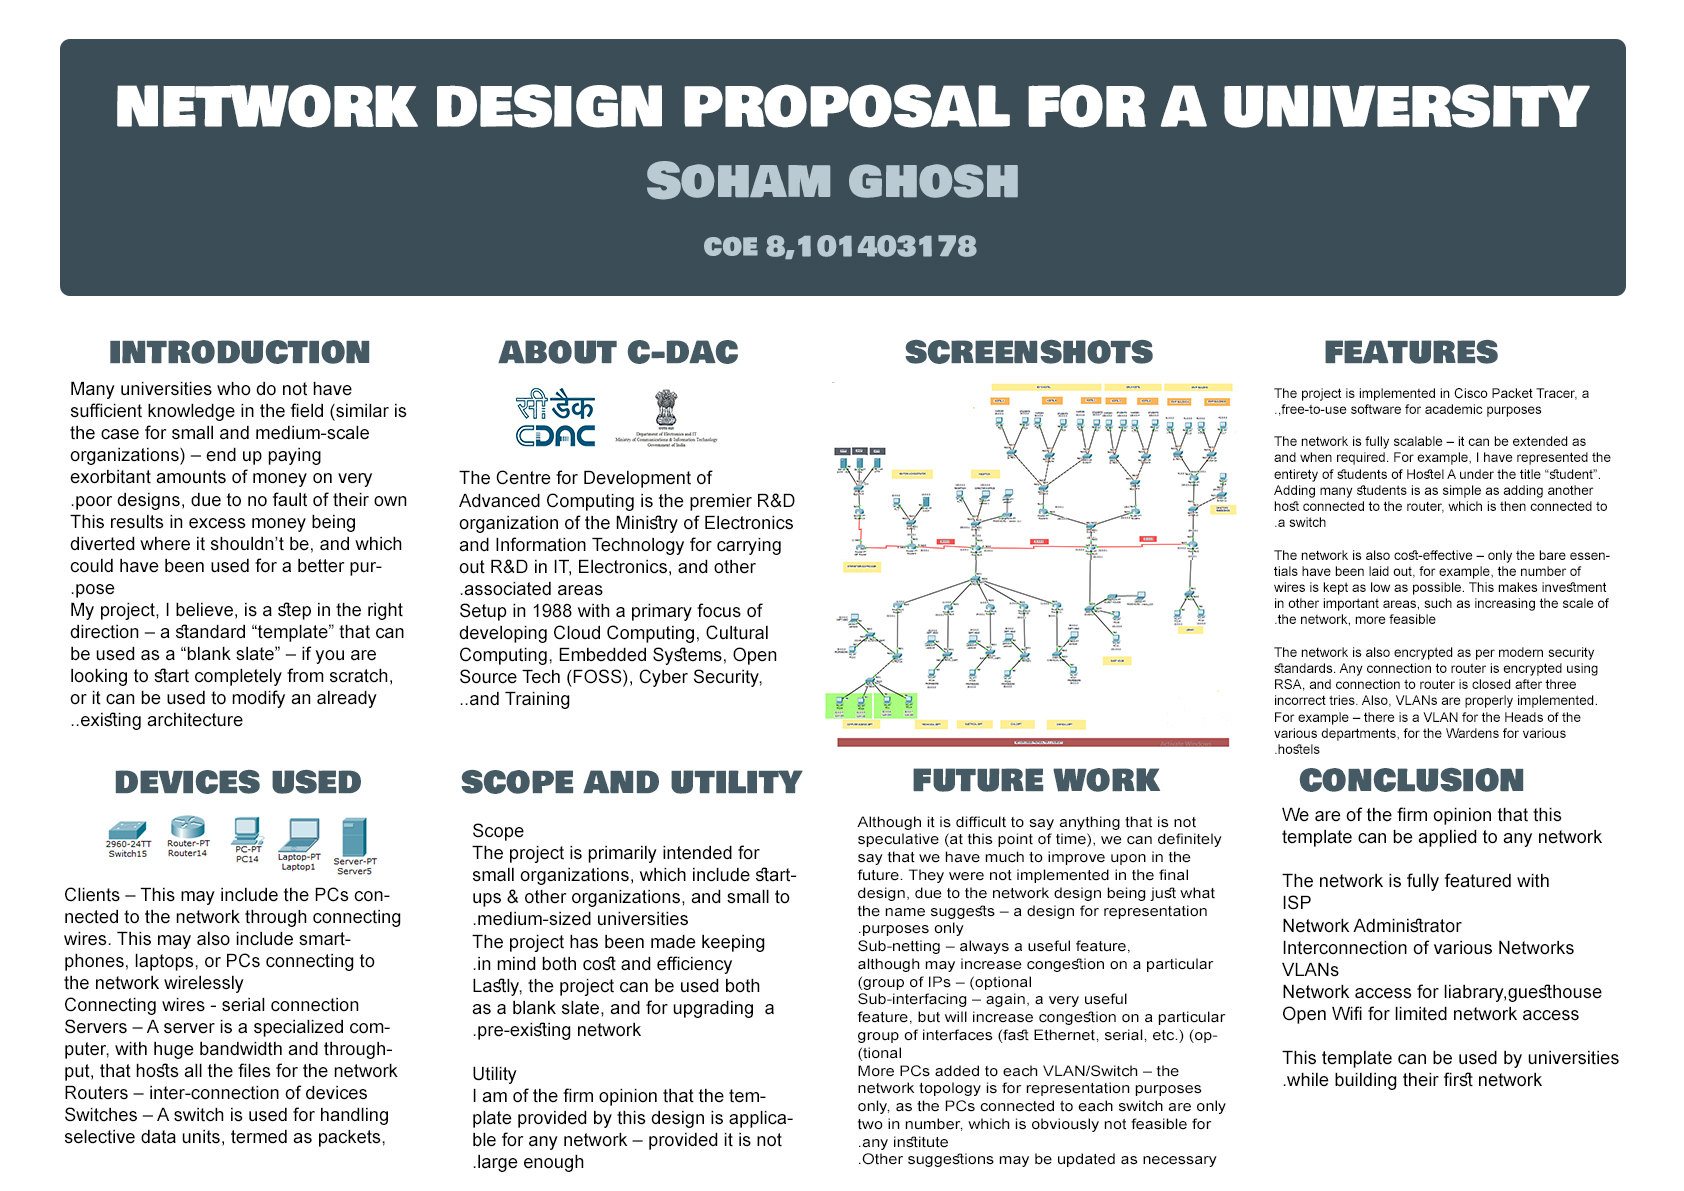 NETWORK DESIGN PROPOSAL FOR A UNIVERSITY
SOHAM GHOSH
COE 8,101403178
INTRODUCTION
Many universities who do not have
sufficient knowledge in the field (similar is
the case for small and medium-scale
organizations) – end up paying
exorbitant amounts of money on very
.poor designs, due to no fault of their own
This results in excess money being
diverted where it shouldn't be, and which
could have been used for a better pur-
.pose
My project, I believe, is a step in the right
direction – a standard “template” that can
be used as a “blank slate” – if you are
looking to start completely from scratch,
or it can be used to modify an already
..existing architecture
ABOUT C-DAC
सी डैक
CDAC
Department of Electronics and IT
Ministry of Communications & Information Technology
Government of India
The Centre for Development of
Advanced Computing is the premier R&D
organization of the Ministry of Electronics
and Information Technology for carrying
out R&D in IT, Electronics, and other
.associated areas
Setup in 1988 with a primary focus of
developing Cloud Computing, Cultural
Computing, Embedded Systems, Open
Source Tech (FOSS), Cyber Security,
..and Training
SCREENSHOTS
FEATURES
The project is implemented in Cisco Packet Tracer, a
.,free-to-use software for academic purposes
The network is fully scalable – it can be extended as
and when required. For example, I have represented the
entirety of students of Hostel A under the title “student”.
Adding many students is as simple as adding another
host connected to the router, which is then connected to
.a switch
The network is also cost-effective – only the bare essen-
tials have been laid out, for example, the number of
wires is kept as low as possible. This makes investment
in other important areas, such as increasing the scale of
.the network, more feasible
The network is also encrypted as per modern security
standards. Any connection to router is encrypted using
RSA, and connection to router is closed after three
incorrect tries. Also, VLANs are properly implemented.
For example – there is a VLAN for the Heads of the
various departments, for the Wardens for various
.hostels
DEVICES USED
2960-24TT
Switch15
Router-PT
Router14
PC-PT
PC14
Laptop-PT
Laptop1
Server-PT
Server5
Clients – This may include the PCs con-
nected to the network through connecting
wires. This may also include smart-
phones, laptops, or PCs connecting to
the network wirelessly
Connecting wires - serial connection
Servers – A server is a specialized com-
puter, with huge bandwidth and through-
put, that hosts all the files for the network
Routers – inter-connection of devices
Switches – A switch is used for handling
selective data units, termed as packets,
SCOPE AND UTILITY
Scope
The project is primarily intended for
small organizations, which include start-
ups & other organizations, and small to
.medium-sized universities
The project has been made keeping
.in mind both cost and efficiency
Lastly, the project can be used both
as a blank slate, and for upgrading  a
.pre-existing network
Utility
I am of the firm opinion that the tem-
plate provided by this design is applica-
ble for any network – provided it is not
.large enough
FUTURE WORK
Although it is difficult to say anything that is not
speculative (at this point of time), we can definitely
say that we have much to improve upon in the
future. They were not implemented in the final
design, due to the network design being just what
the name suggests – a design for representation
.purposes only
Sub-netting – always a useful feature,
although may increase congestion on a particular
(group of IPs – (optional
Sub-interfacing – again, a very useful
feature, but will increase congestion on a particular
group of interfaces (fast Ethernet, serial, etc.) (op-
(tional
More PCs added to each VLAN/Switch – the
network topology is for representation purposes
only, as the PCs connected to each switch are only
two in number, which is obviously not feasible for
.any institute
.Other suggestions may be updated as necessary
CONCLUSION
We are of the firm opinion that this
template can be applied to any network
The network is fully featured with
ISP
Network Administrator
Interconnection of various Networks
VLANs
Network access for liabrary,guesthouse
Open Wifi for limited network access
This template can be used by universities
.while building their first network